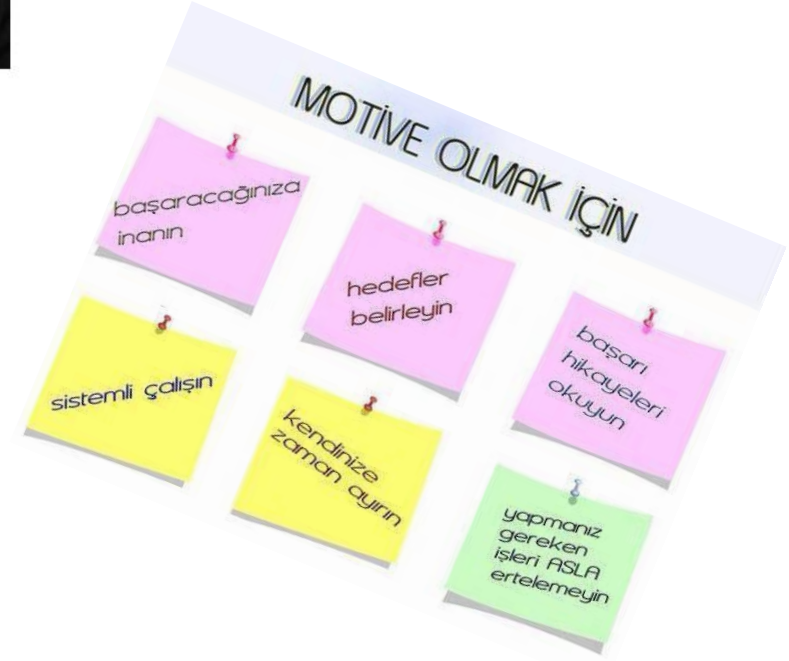 MOTİVE OLMAK İÇİN
başaracağınıza
inanın
hedefler
belirleyin
başarı
hikayeleri
okuyun
sistemli çalışın
kendinize
zaman ayırın
yapmanız
gereken
işleri ASLA
ertelemeyin